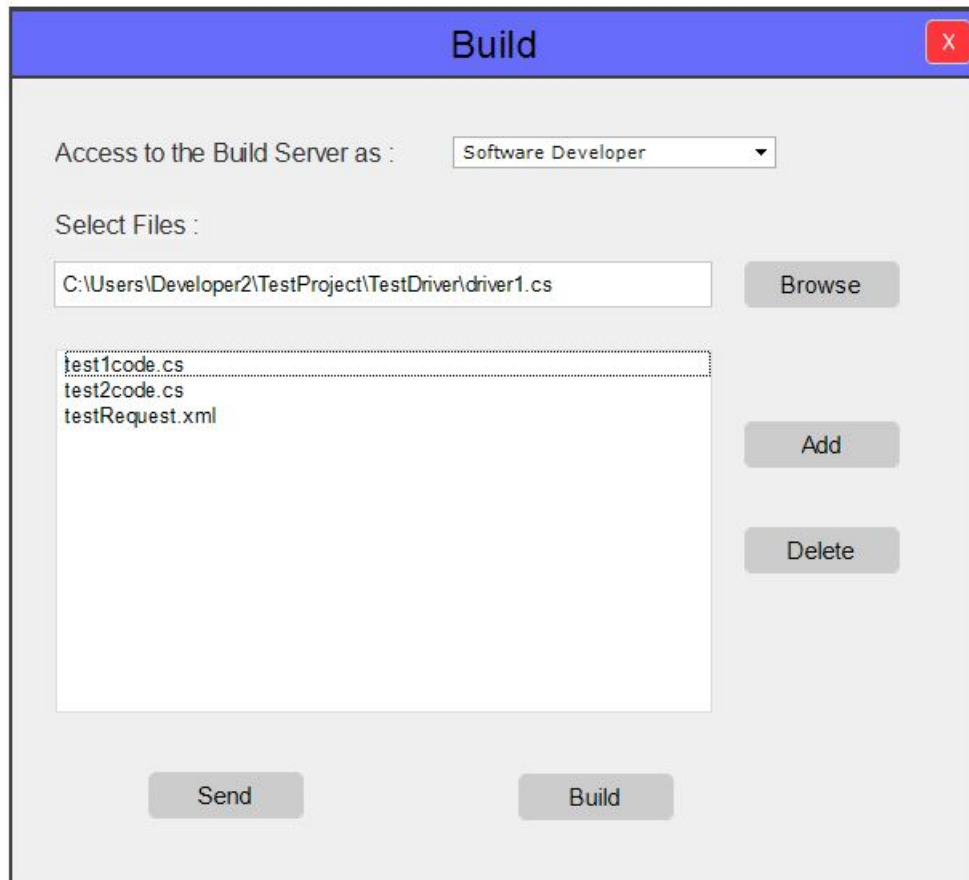 Build
X
Access to the Build Server as :
Software Developer
Select Files :
C:\Users\Developer2\TestProject\TestDriver\driver1.cs
Browse
test1code.cs
test2code.cs
testRequest.xml
Add
Delete
Send
Build